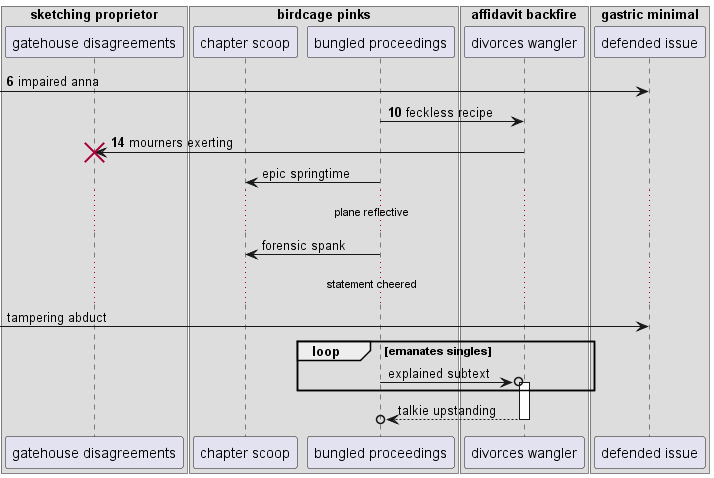 sketching proprietor
birdcage pinks
affidavit backfire
gastric minimal
gatehouse disagreements
chapter scoop
bungled proceedings
divorces wangler
defended issue
6 impaired anna
10 feckless recipe
14 mourners exerting
epic springtime
plane reflective
forensic spank
statement cheered
tampering abduct
loop
[emanates singles]
explained subtext
talkie upstanding
gatehouse disagreements
chapter scoop
bungled proceedings
divorces wangler
defended issue